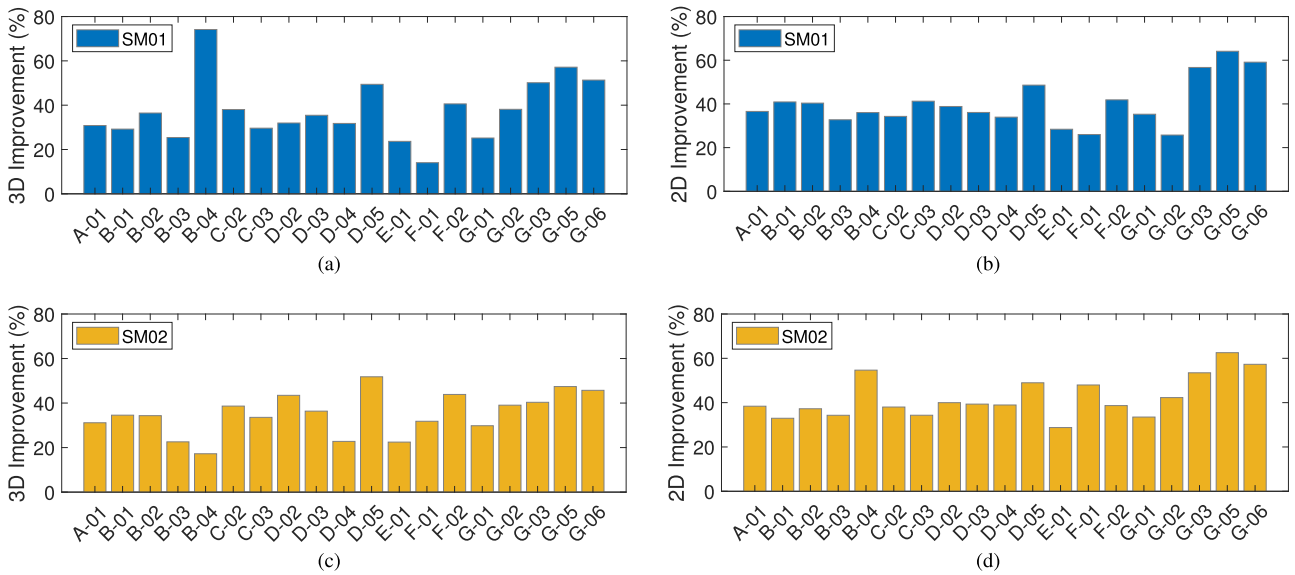 3D Improvement (%)
80
60
40
20
0
SM01
A-01 B-01 B-02 B-03 B-04 C-02 C-03 D-02 D-03 D-04 D-05 E-01 F-01 F-02 G-01 G-02 G-03 G-05 G-06
(a)
2D Improvement (%)
80
60
40
20
0
SM01
A-01 B-01 B-02 B-03 B-04 C-02 C-03 D-02 D-03 D-04 D-05 E-01 F-01 F-02 G-01 G-02 G-03 G-05 G-06
(b)
3D Improvement (%)
80
60
40
20
0
SM02
A-01 B-01 B-02 B-03 B-04 C-02 C-03 D-02 D-03 D-04 D-05 E-01 F-01 F-02 G-01 G-02 G-03 G-05 G-06
(c)
2D Improvement (%)
80
60
40
20
0
SM02
A-01 B-01 B-02 B-03 B-04 C-02 C-03 D-02 D-03 D-04 D-05 E-01 F-01 F-02 G-01 G-02 G-03 G-05 G-06
(d)